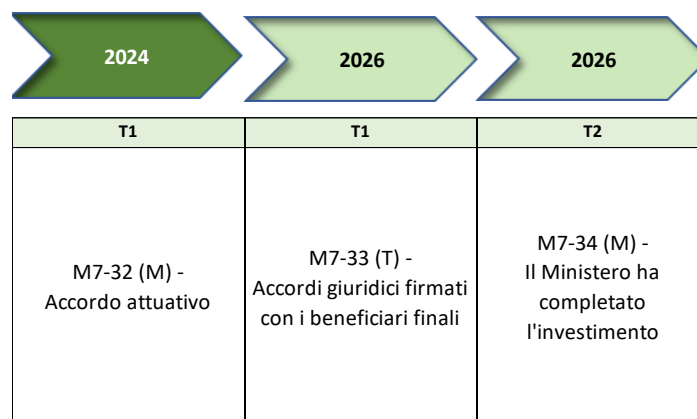 2024
2026
2026
T1
T1
T2
M7-32 (M) -
Accordo attuativo
M7-33 (T) -
Accordi giuridici firmati
con i beneficiari finali
M7-34 (M) -
Il Ministero ha
completato
l'investimento